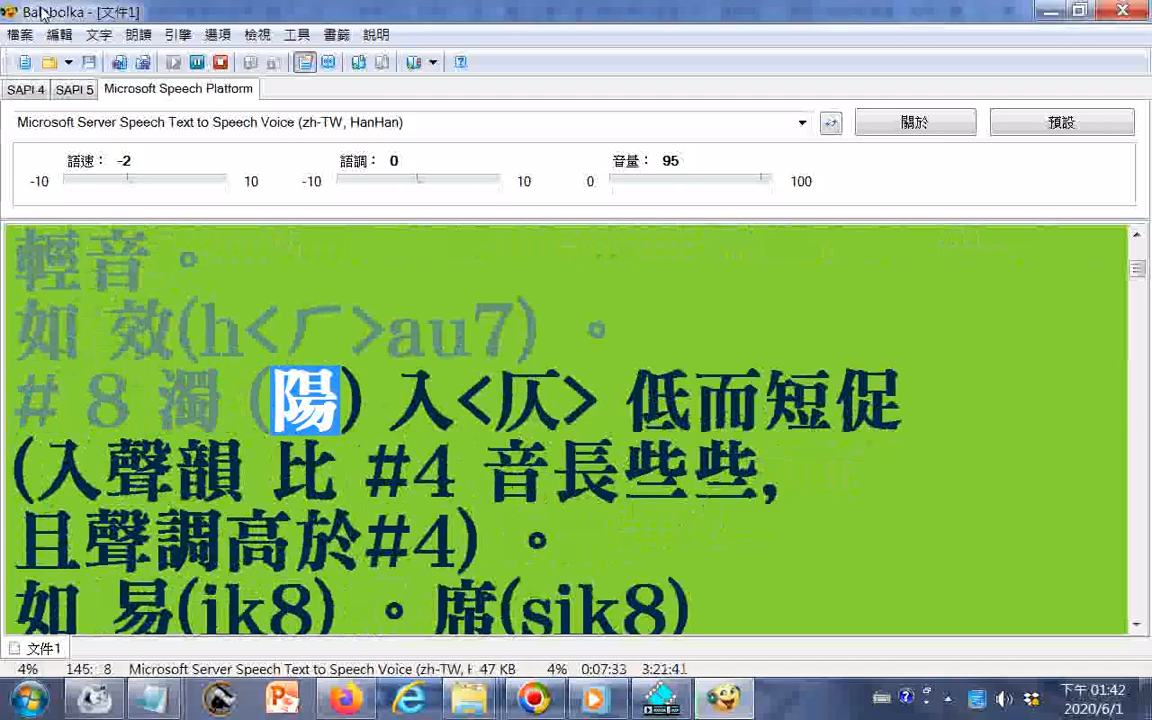 Balabolka - [文件1]
檔案 編輯 文字 朗讀 引擎 選項 檢視 工具 書籤 說明
SAPI 4 SAPI 5 Microsoft Speech Platform
Microsoft Server Speech Text to Speech Voice (zh-TW, HanHan) 關於 預設
語速： -2 語調： 0 音量： 95
-10 10 -10 10 0 100
輕音。
如 效(h<ㄏ>au7) 。
# 8 濁 (陽) 入<仄> 低而短促
(入聲韻 比 #4 音長些些,
且聲調高於#4) 。
如 易(ik8) 。席(sik8)
文件1
4% 145: 8 Microsoft Server Speech Text to Speech Voice (zh-TW, 47 KB 4% 0:07:33 3:21:41
下午 01:42
2020/6/1